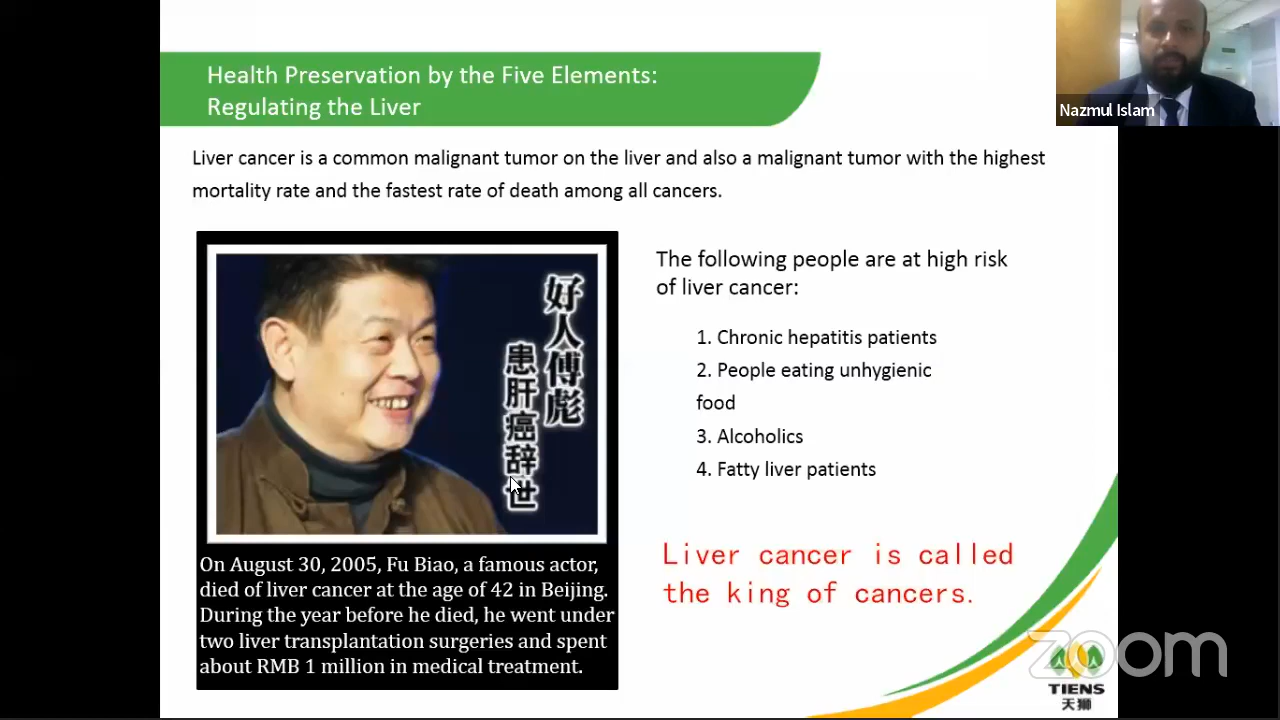 Health Preservation by the Five Elements:
Regulating the Liver
Nazmul Islam
Liver cancer is a common malignant tumor on the liver and also a malignant tumor with the highest
mortality rate and the fastest rate of death among all cancers.
好人傅彪
患肝癌辞世
On August 30, 2005, Fu Biao, a famous actor,
died of liver cancer at the age of 42 in Beijing.
During the year before he died, he went under
two liver transplantation surgeries and spent
about RMB 1 million in medical treatment.
The following people are at high risk
of liver cancer:
1. Chronic hepatitis patients
2. People eating unhygienic
food
3. Alcoholics
4. Fatty liver patients
Liver cancer is called
the king of cancers.
zoom
TIENS
天狮